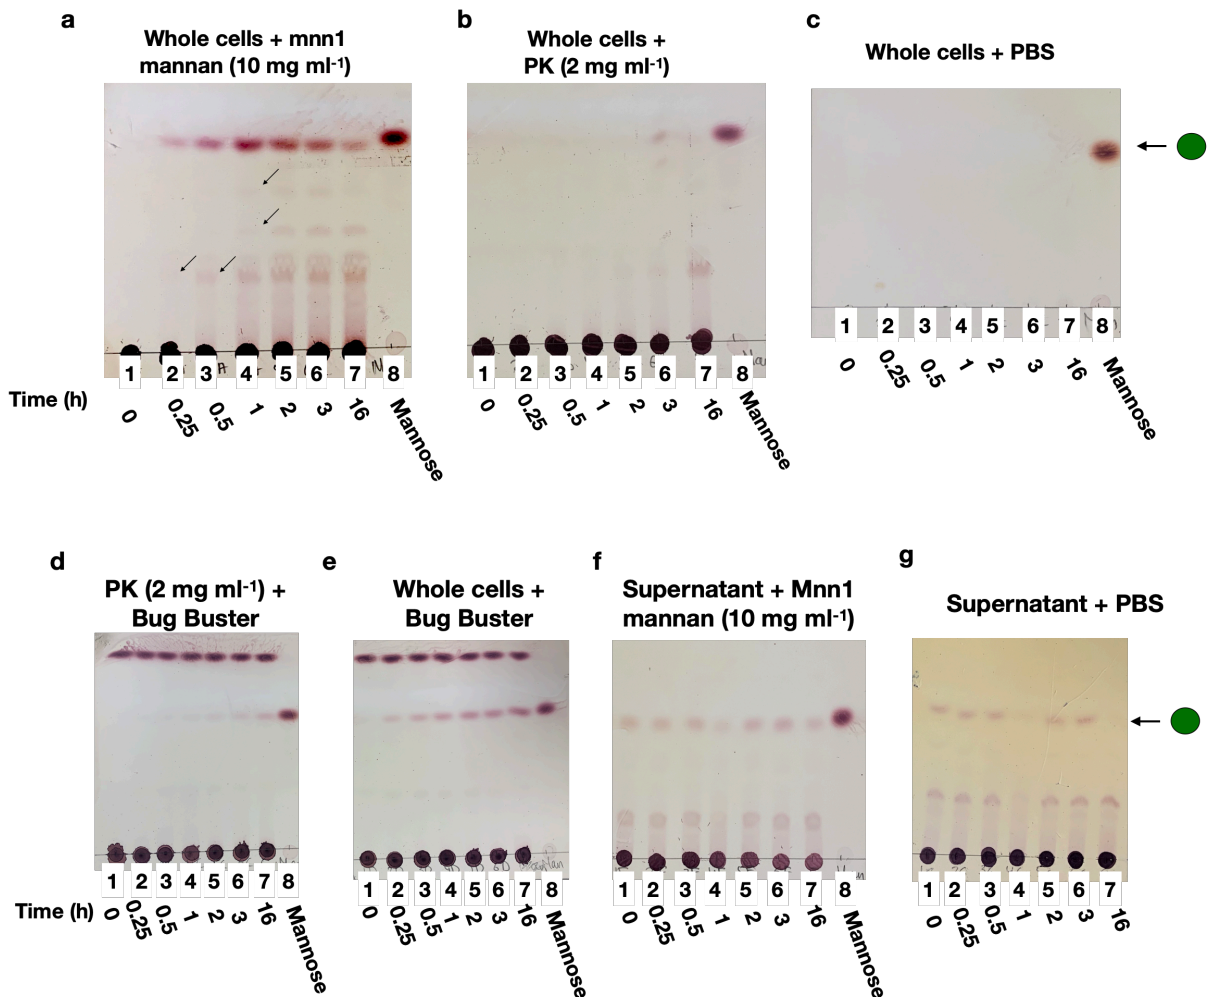 a
Whole cells + mnn1
mannan (10 mg ml-1)
b
Whole cells +
PK (2 mg ml-1)
c
Whole cells + PBS
1 2 3 4 5 6 7 8
Time (h) 0 0.25 0.5 1 2 3 16 Mannose
1 2 3 4 5 6 7 8
0 0.25 0.5 1 2 3 16 Mannose
1 2 3 4 5 6 7 8
0 0.25 0.5 1 2 3 16 Mannose
d
PK (2 mg ml-1) +
Bug Buster
e
Whole cells +
Bug Buster
f
Supernatant + Mnn1
mannan (10 mg ml-1)
g
Supernatant + PBS
1 2 3 4 5 6 7 8
Time (h) 0 0.25 0.5 1 2 3 16 Mannose
1 2 3 4 5 6 7 8
0 0.25 0.5 1 2 3 16 Mannose
1 2 3 4 5 6 7 8
0 0.25 0.5 1 2 3 16 Mannose
1 2 3 4 5 6 7
0 0.25 0.5 1 2 3 16